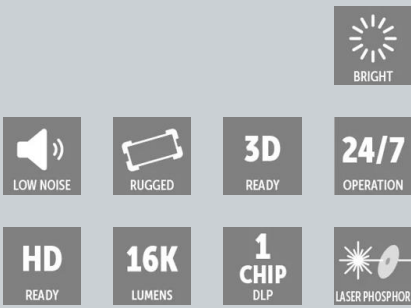 BRIGHT
LOW NOISE
RUGGED
3D
READY
24/7
OPERATION
HD
READY
16K
LUMENS
1
CHIP
DLP
LASER PHOSPHOR